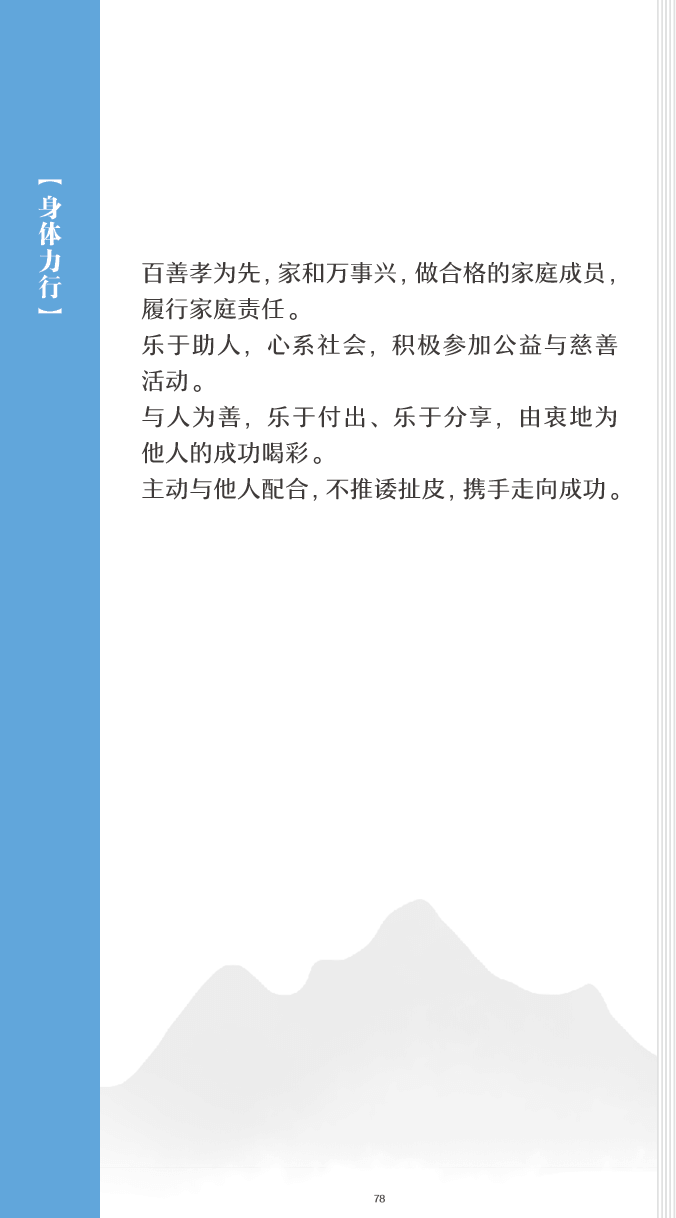 【身体力行】
百善孝为先,家和万事兴,做合格的家庭成员,
履行家庭责任。
乐于助人,心系社会,积极参加公益与慈善
活动。
与人为善,乐于付出、乐于分享,由衷地为
他人的成功喝彩。
主动与他人配合,不推诿扯皮,携手走向成功。
78